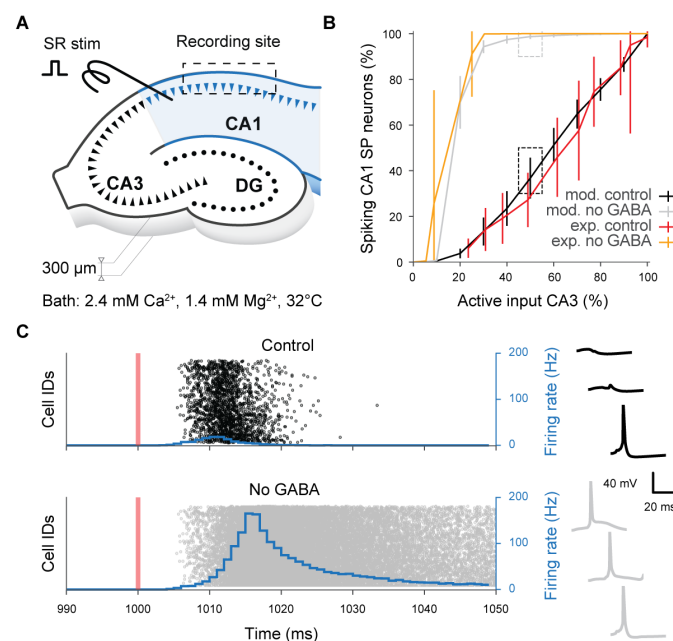 A
SR stim
Recording site
CA1
CA3
DG
300 µm
Bath: 2.4 mM Ca²⁺, 1.4 mM Mg²⁺, 32°C
B
Spiking CA1 SP neurons (%)
100
80
60
40
20
0
mod. control
mod. no GABA
exp. control
exp. no GABA
0 20 40 60 80 100
Active input CA3 (%)
C
Control
Cell IDs
200
100
0
Firing rate (Hz)
40 mV
20 ms
No GABA
Cell IDs
200
100
0
Firing rate (Hz)
990 1000 1010 1020 1030 1040 1050
Time (ms)